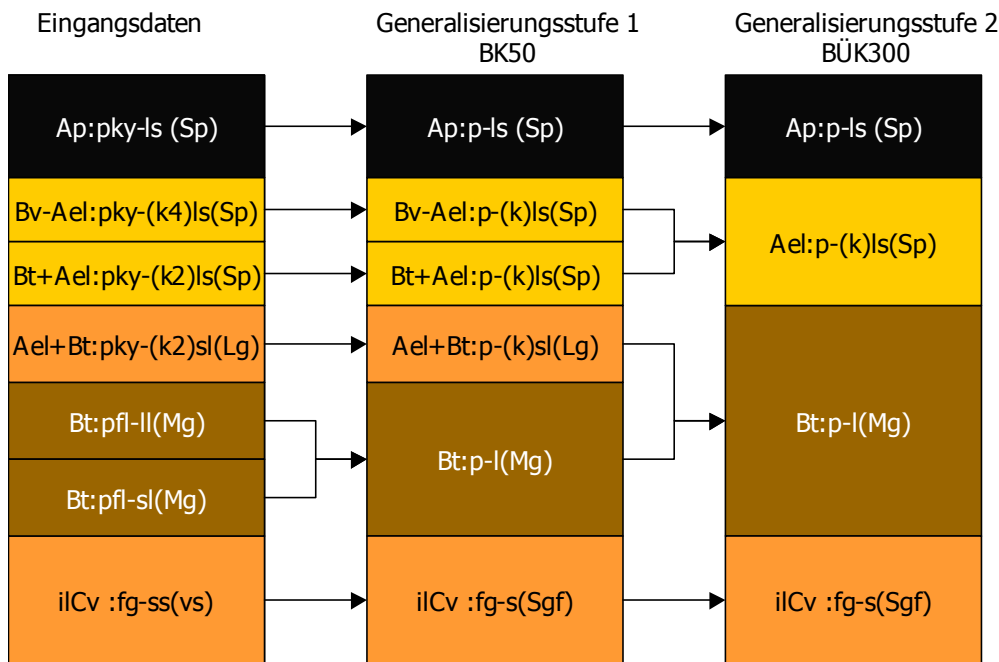 Eingangsdaten
Generalisierungsstufe 1
BK50
Generalisierungsstufe 2
BÜK300
Ap:pky-ls (Sp)
Ap:p-ls (Sp)
Ap:p-ls (Sp)
Bv-Ael:pky-(k4)ls(Sp)
Bv-Ael:p-(k)ls(Sp)
Ael:p-(k)ls(Sp)
Bt+Ael:pky-(k2)ls(Sp)
Bt+Ael:p-(k)ls(Sp)
Ael+Bt:pky-(k2)sl(Lg)
Ael+Bt:p-(k)sl(Lg)
Bt:pfl-ll(Mg)
Bt:p-l(Mg)
Bt:p-l(Mg)
Bt:pfl-sl(Mg)
ilCv :fg-ss(vs)
ilCv :fg-s(Sgf)
ilCv :fg-s(Sgf)